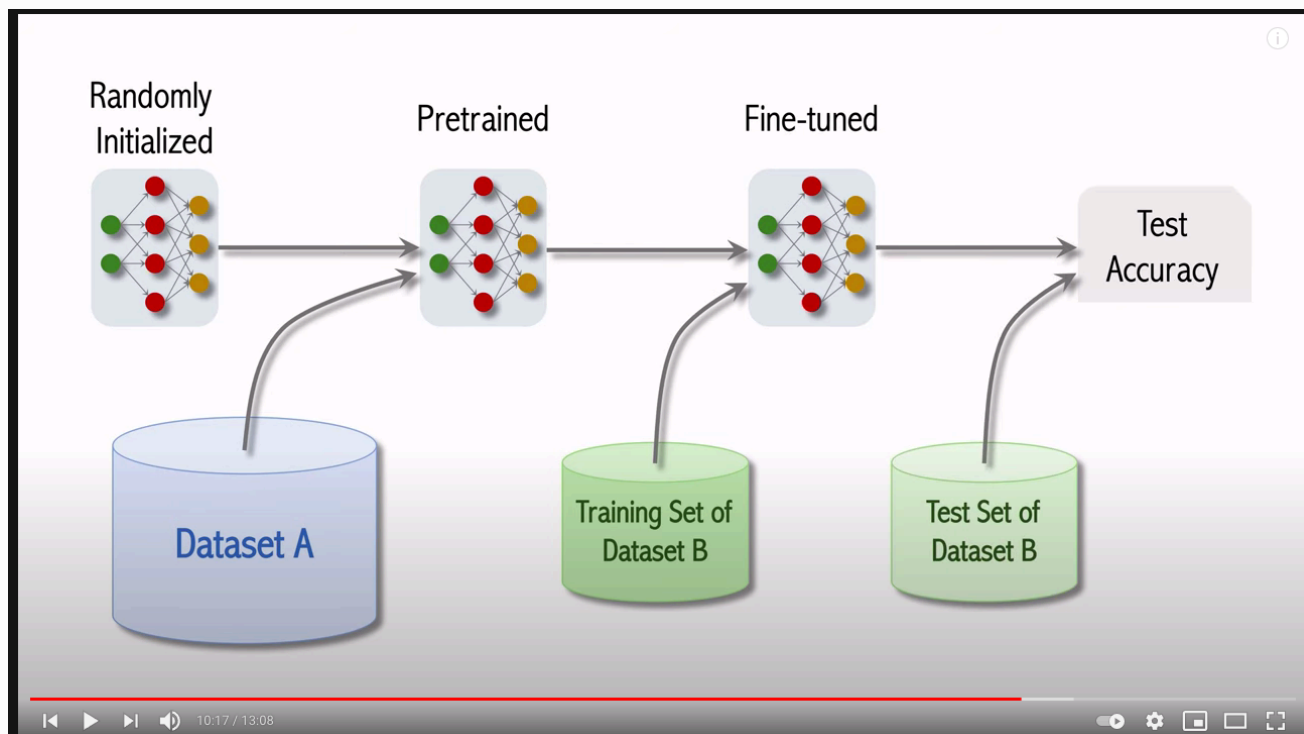 Randomly
Initialized
Pretrained
Fine-tuned
Test
Accuracy
Dataset A
Training Set of
Dataset B
Test Set of
Dataset B
10:17 / 13:08